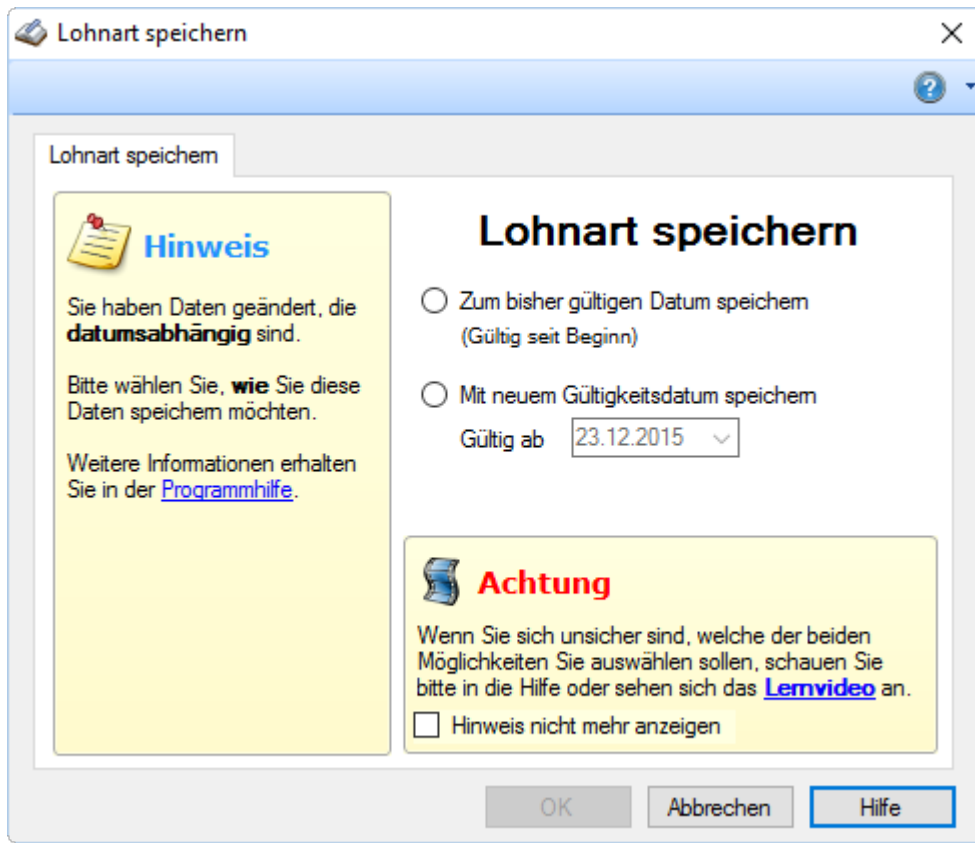 Lohnart speichern
Lohnart speichern
Hinweis
Sie haben Daten geändert, die
datumsabhängig sind.
Bitte wählen Sie, wie Sie diese
Daten speichern möchten.
Weitere Informationen erhalten
Sie in der Programmhilfe.
Lohnart speichern
Zum bisher gültigen Datum speichern
(Gültig seit Beginn)
Mit neuem Gültigkeitsdatum speichern
Gültig ab 23.12.2015
Achtung
Wenn Sie sich unsicher sind, welche der beiden
Möglichkeiten Sie auswählen sollen, schauen Sie
bitte in die Hilfe oder sehen sich das Lernvideo an.
Hinweis nicht mehr anzeigen
OK Abbrechen Hilfe